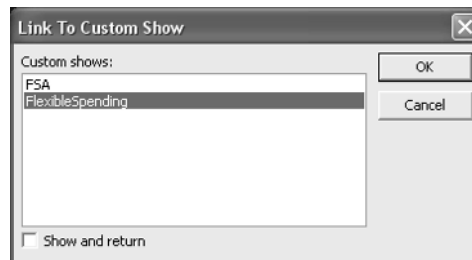 Link To Custom Show
Custom shows:
FSA
FlexibleSpending
OK
Cancel
Show and return